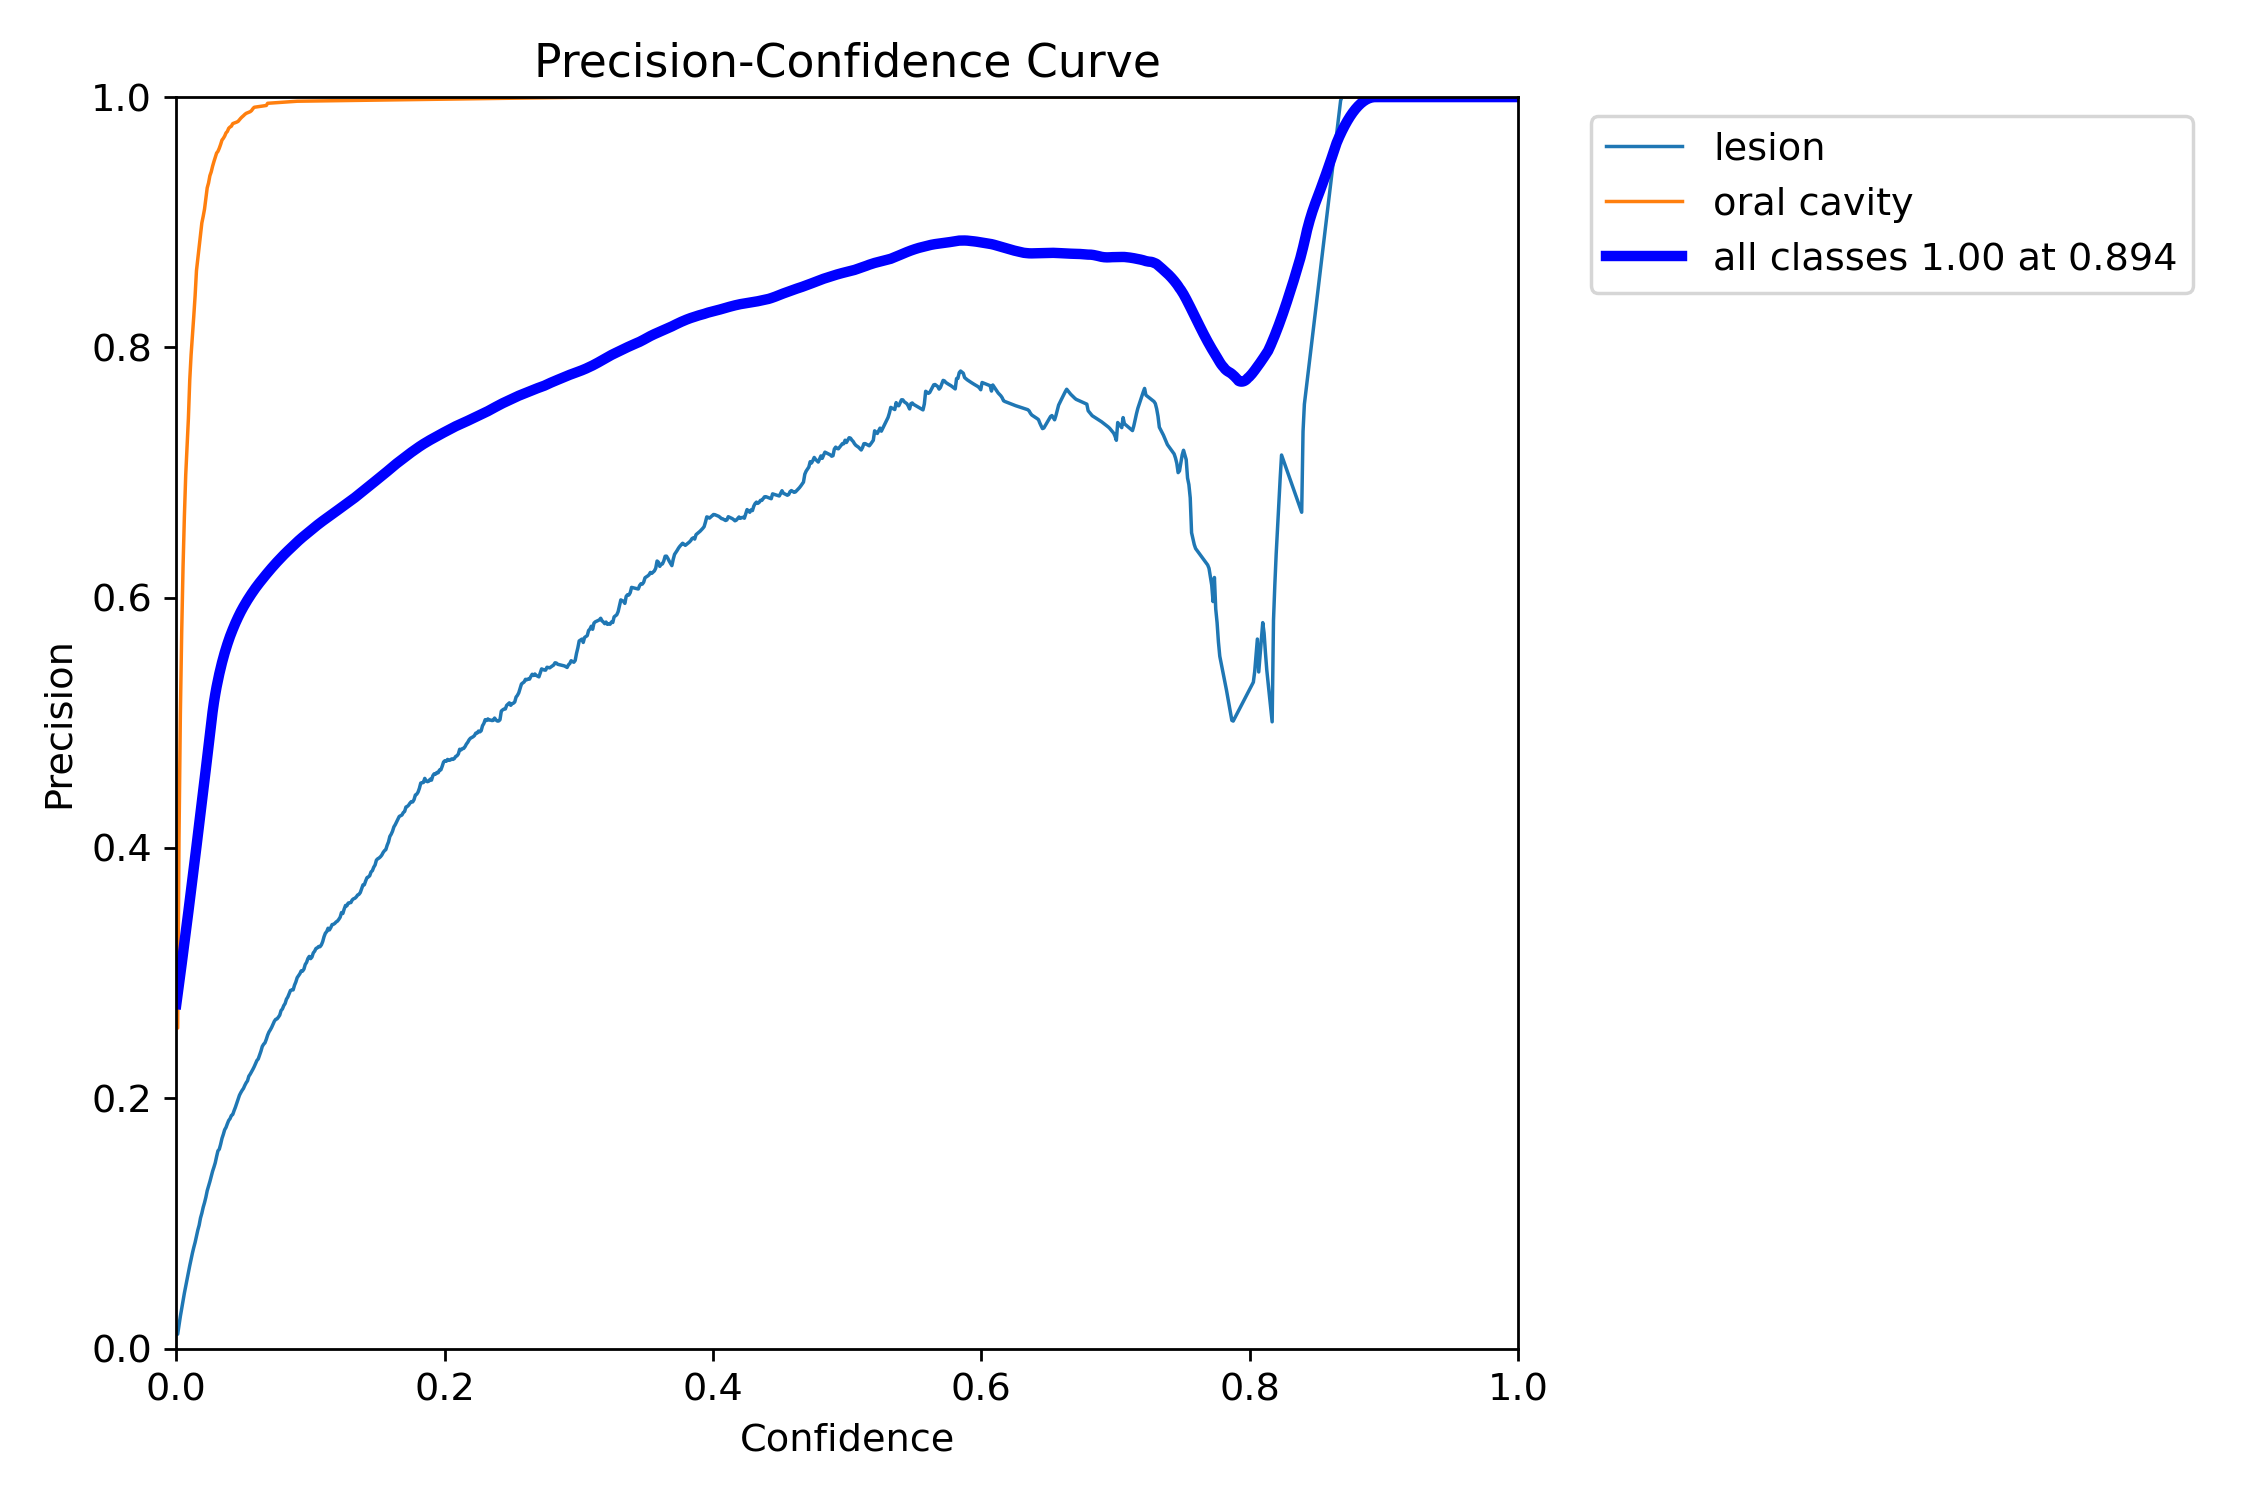 Precision-Confidence Curve
1.0
0.8
0.6
0.4
0.2
0.0
Precision
0.0 0.2 0.4 0.6 0.8 1.0
Confidence
lesion
oral cavity
all classes 1.00 at 0.894